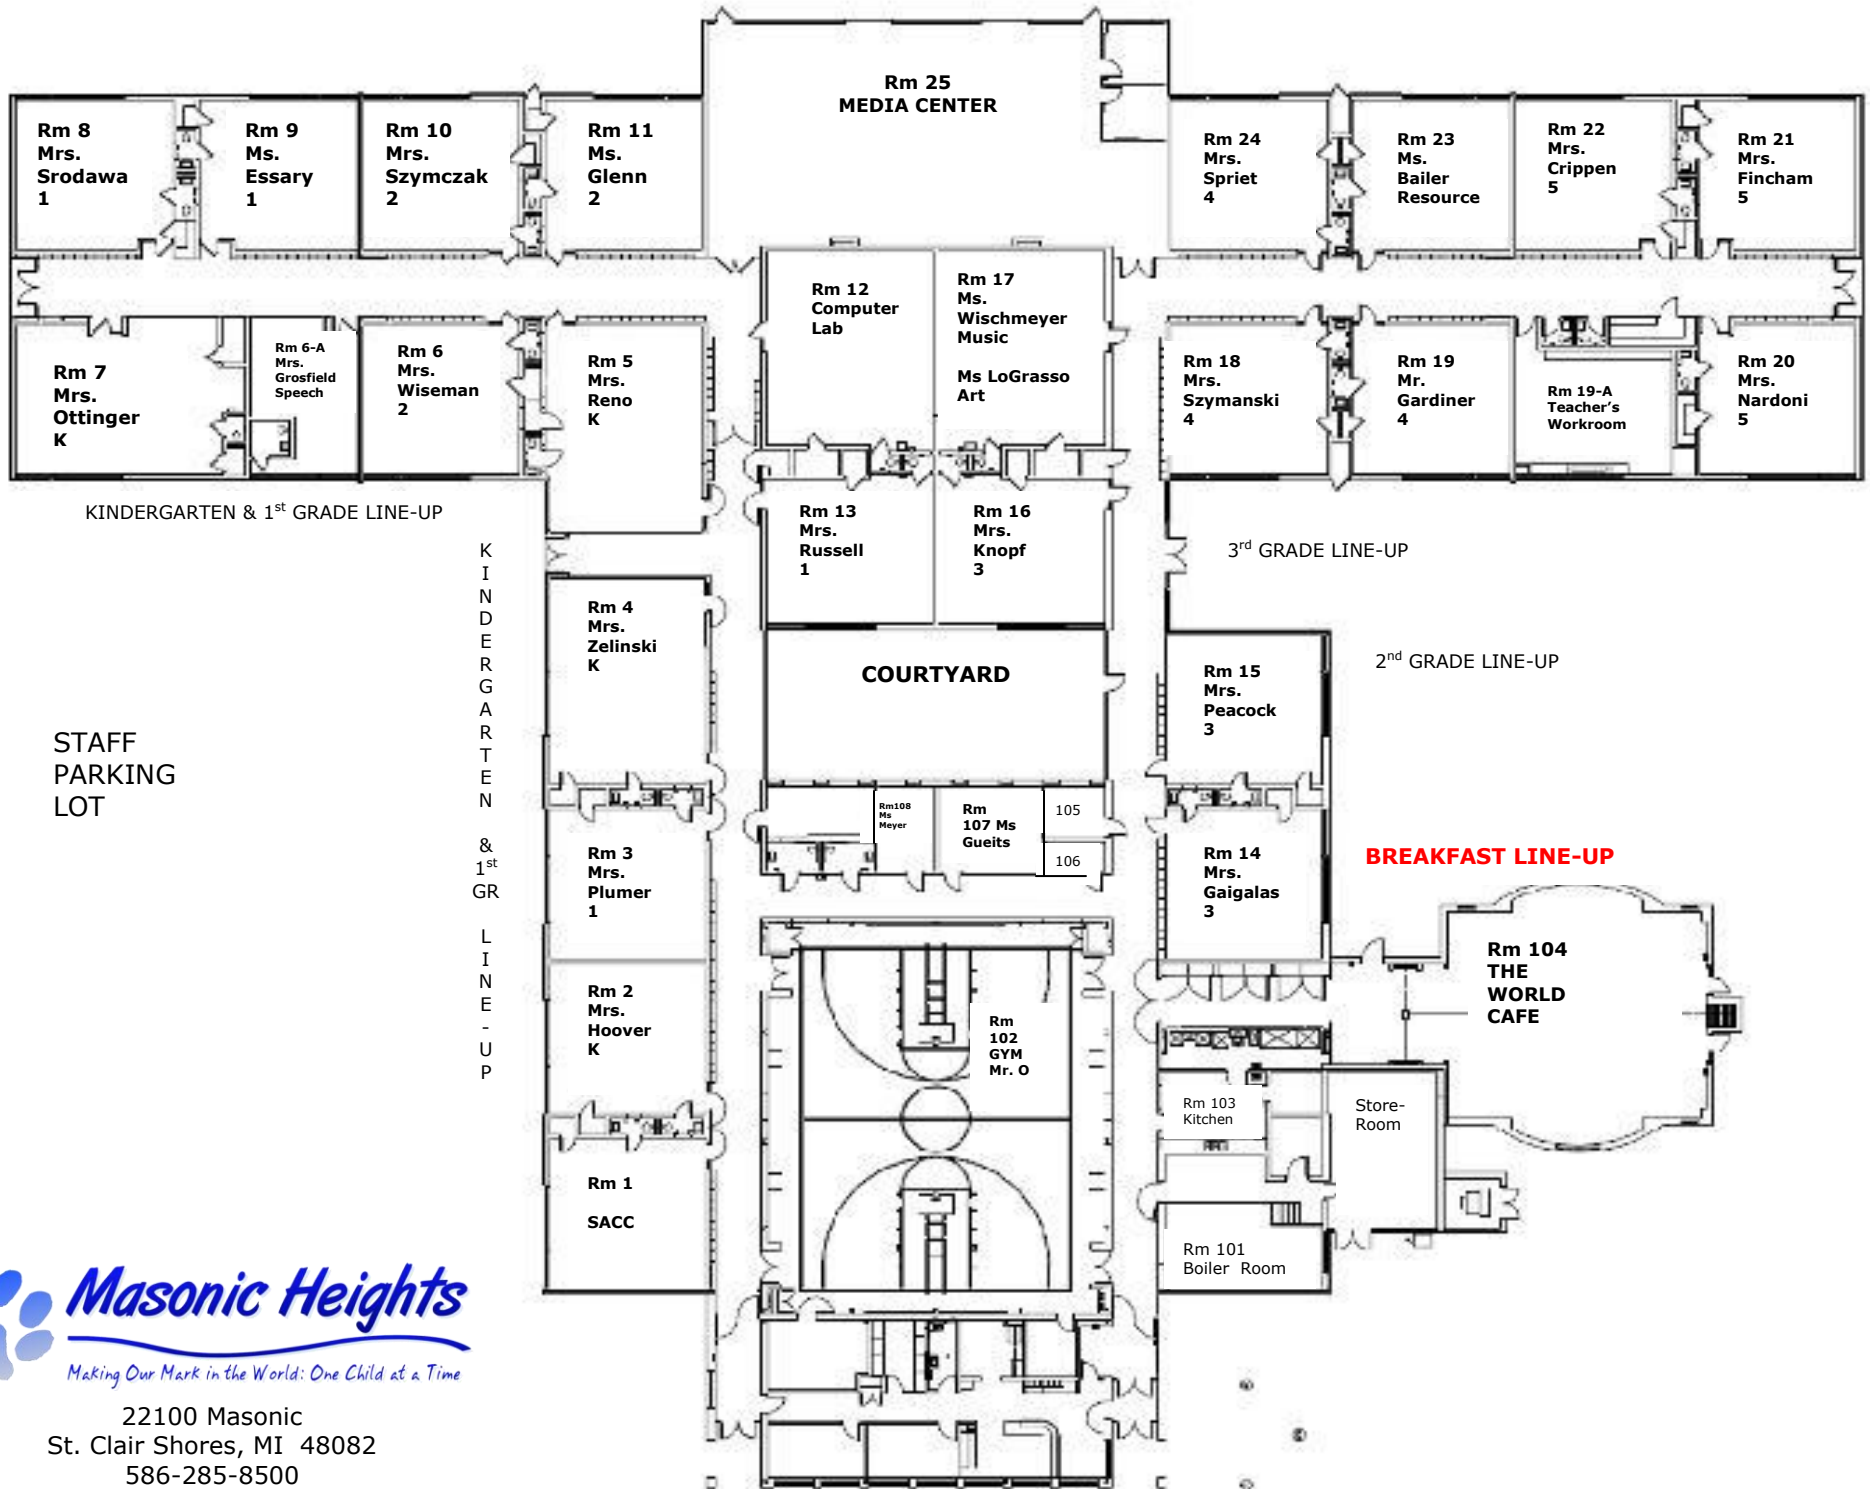 Rm 25
MEDIA CENTER
Rm 8
Mrs.
Srodawa
1
Rm 9
Ms.
Essary
1
Rm 10
Mrs.
Szymczak
2
Rm 11
Ms.
Glenn
2
Rm 24
Mrs.
Spriet
4
Rm 23
Ms.
Bailer
Resource
Rm 22
Mrs.
Crippen
5
Rm 21
Mrs.
Fincham
5
Rm 7
Mrs.
Ottinger
K
Rm 6-A
Mrs.
Grosfield
Speech
Rm 6
Mrs.
Wiseman
2
Rm 5
Mrs.
Reno
K
Rm 12
Computer
Lab
Rm 17
Ms.
Wischmeyer
Music
Ms LoGrasso
Art
Rm 18
Mrs.
Szymanski
4
Rm 19
Mr.
Gardiner
4
Rm 19-A
Teacher's
Workroom
Rm 20
Mrs.
Nardoni
5
KINDERGARTEN & 1st GRADE LINE-UP
Rm 13
Mrs.
Russell
1
Rm 16
Mrs.
Knopf
3
3rd GRADE LINE-UP
KINDERGARTEN & 1st GR LINE-UP
Rm 4
Mrs.
Zelinski
K
COURTYARD
Rm 15
Mrs.
Peacock
3
2nd GRADE LINE-UP
STAFF
PARKING
LOT
Rm108
Ms
Meyer
Rm
107 Ms
Gueits
105
106
Rm 3
Mrs.
Plumer
1
Rm 14
Mrs.
Gaigalas
3
BREAKFAST LINE-UP
Rm 104
THE
WORLD
CAFE
Rm 2
Mrs.
Hoover
K
Rm
102
GYM
Mr. O
Rm 103
Kitchen
Store-
Room
Rm 1
SACC
Rm 101
Boiler Room
Masonic Heights
Making Our Mark in the World: One Child at a Time
22100 Masonic
St. Clair Shores, MI 48082
586-285-8500